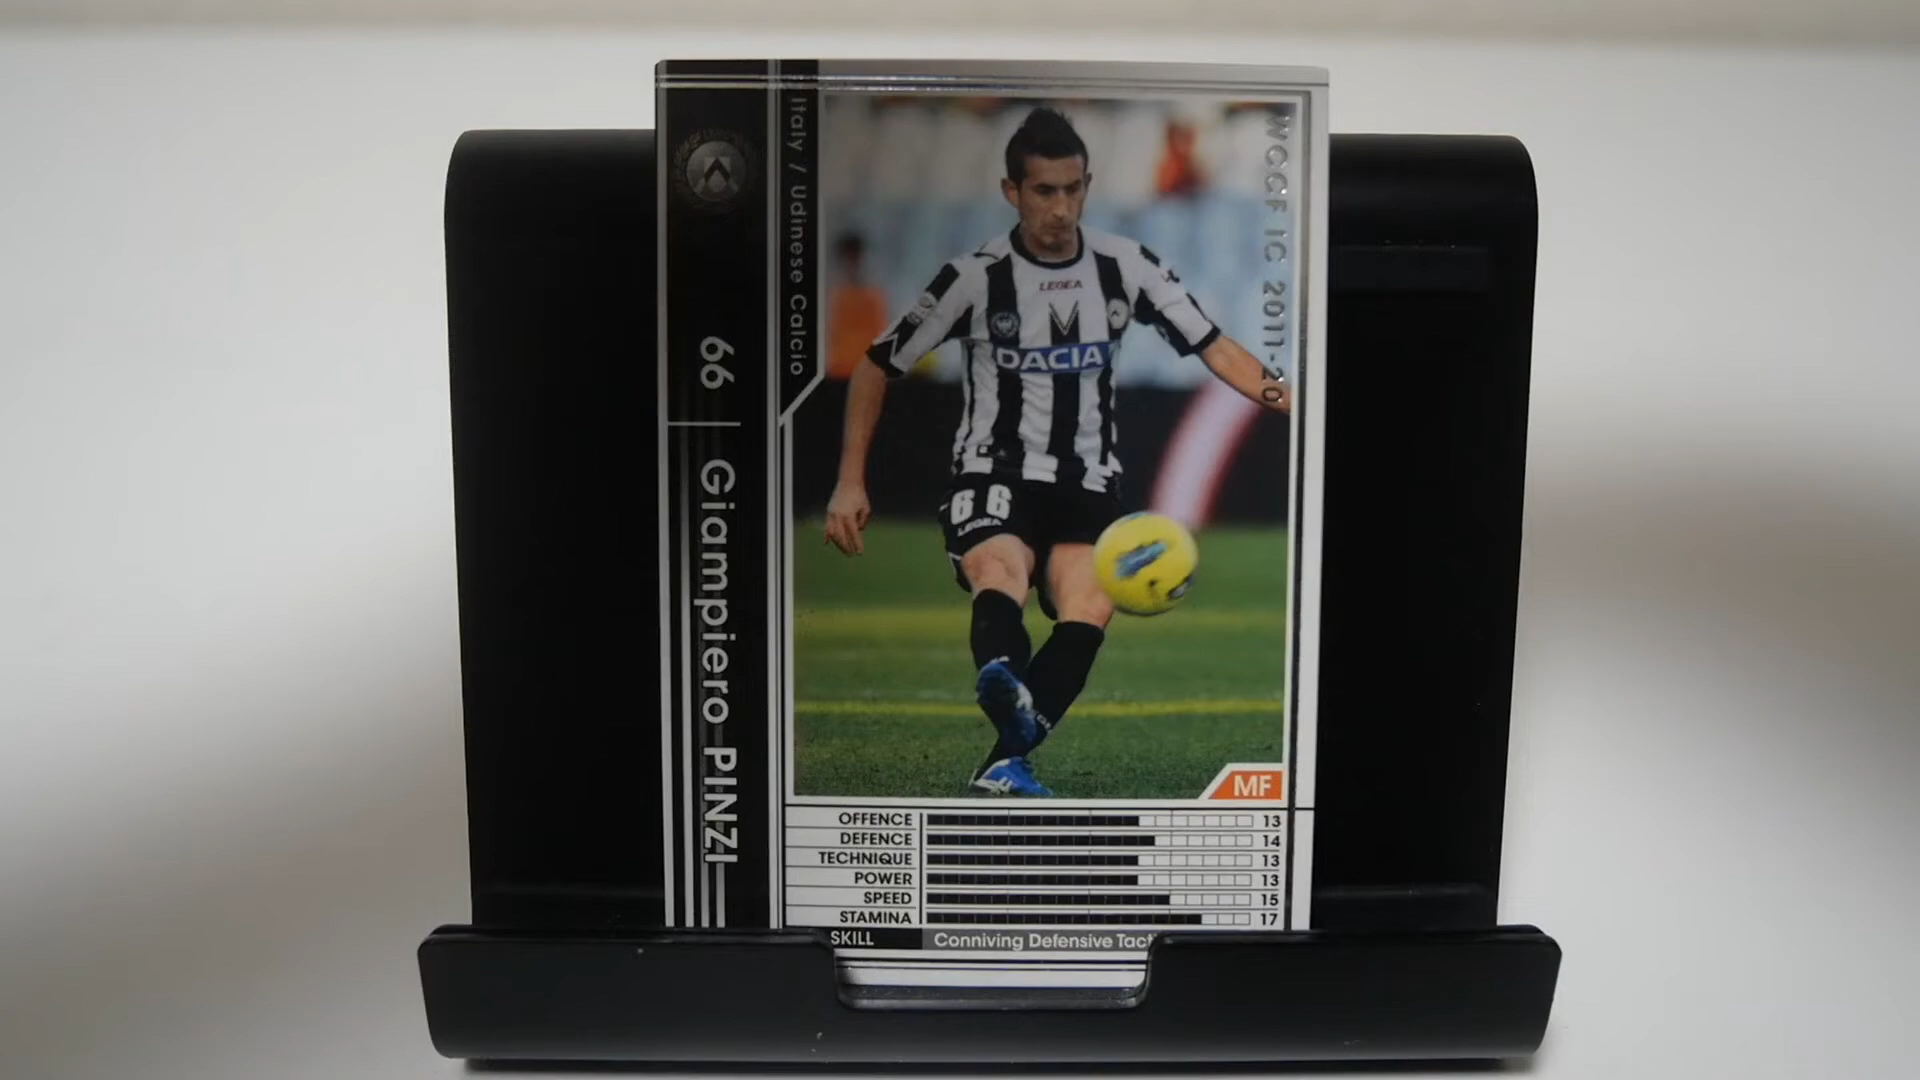 Italy / Udinese Calcio
66
Giampiero PINZI
WCCF IC 2011-20
LEGEA
DACIA
66
LEGEA
MF
OFFENCE 13
DEFENCE 14
TECHNIQUE 13
POWER 13
SPEED 15
STAMINA 17
SKILL Conniving Defensive